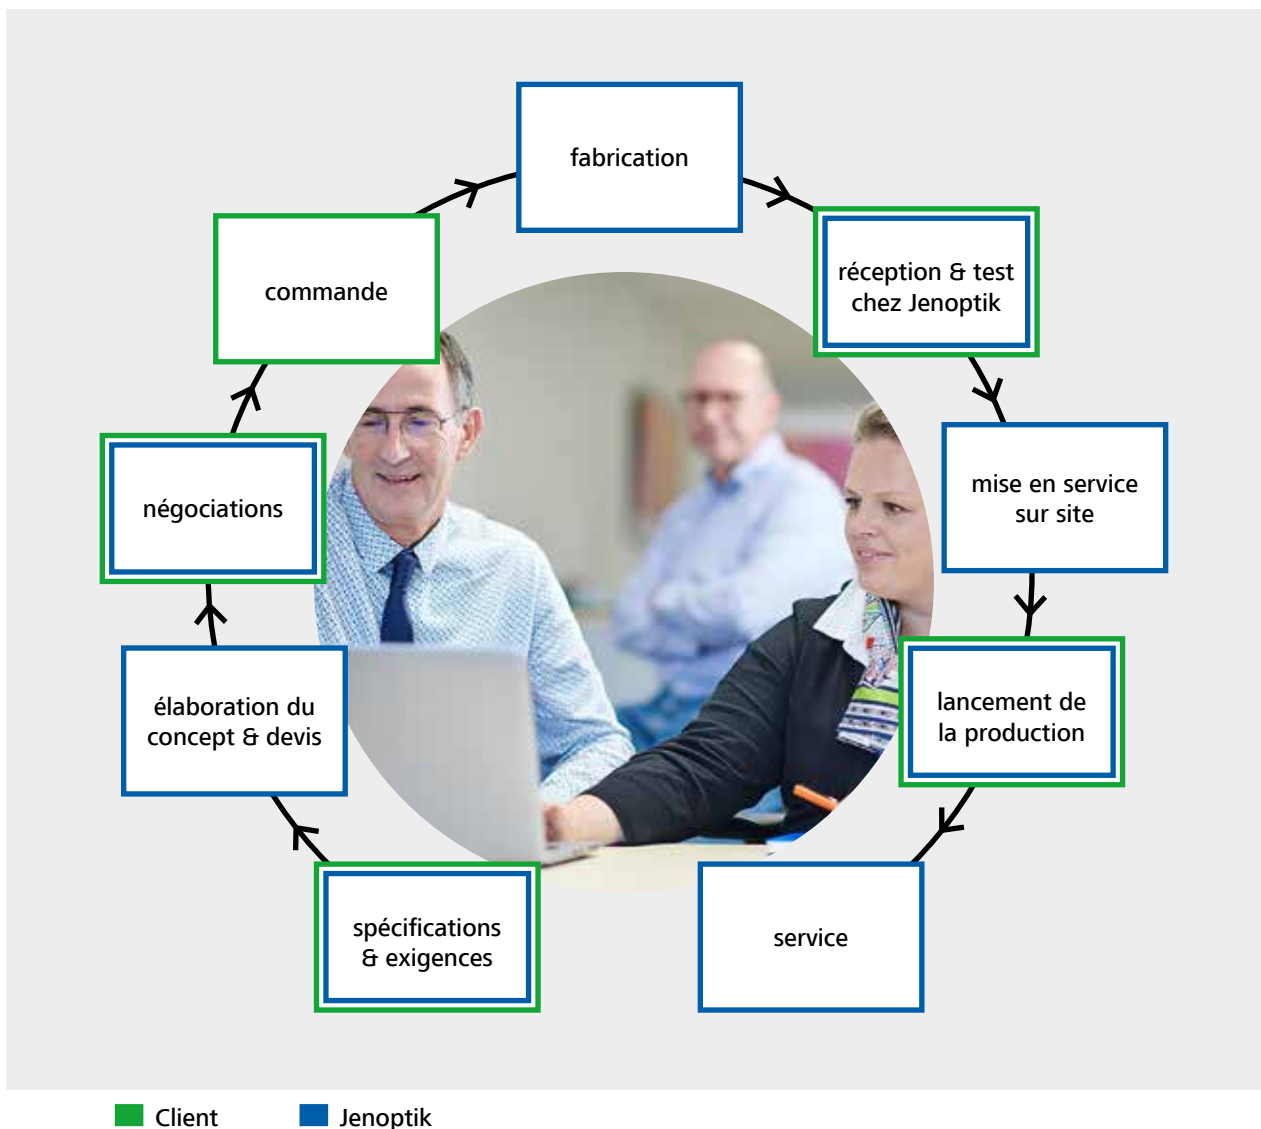 fabrication
commande
réception & test
chez Jenoptik
négociations
mise en service
sur site
élaboration du
concept & devis
lancement de
la production
spécifications
& exigences
service
Client
Jenoptik